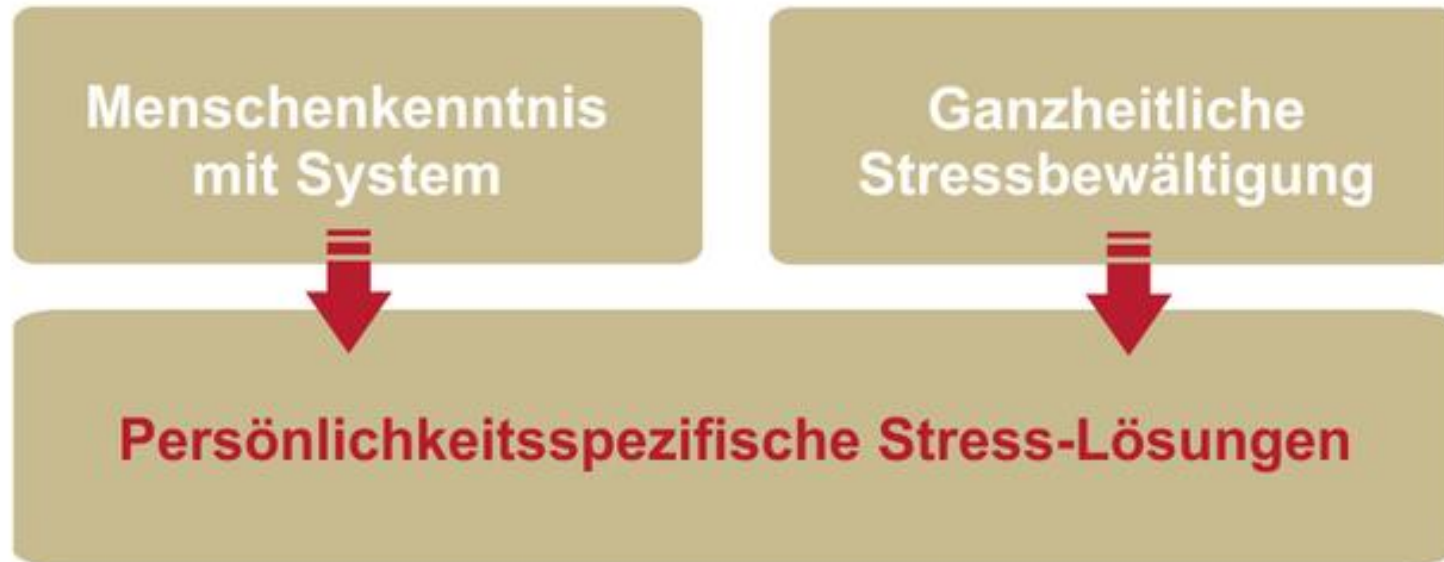 Menschenkenntnis
mit System
Ganzheitliche
Stressbewältigung
Persönlichkeitsspezifische Stress-Lösungen